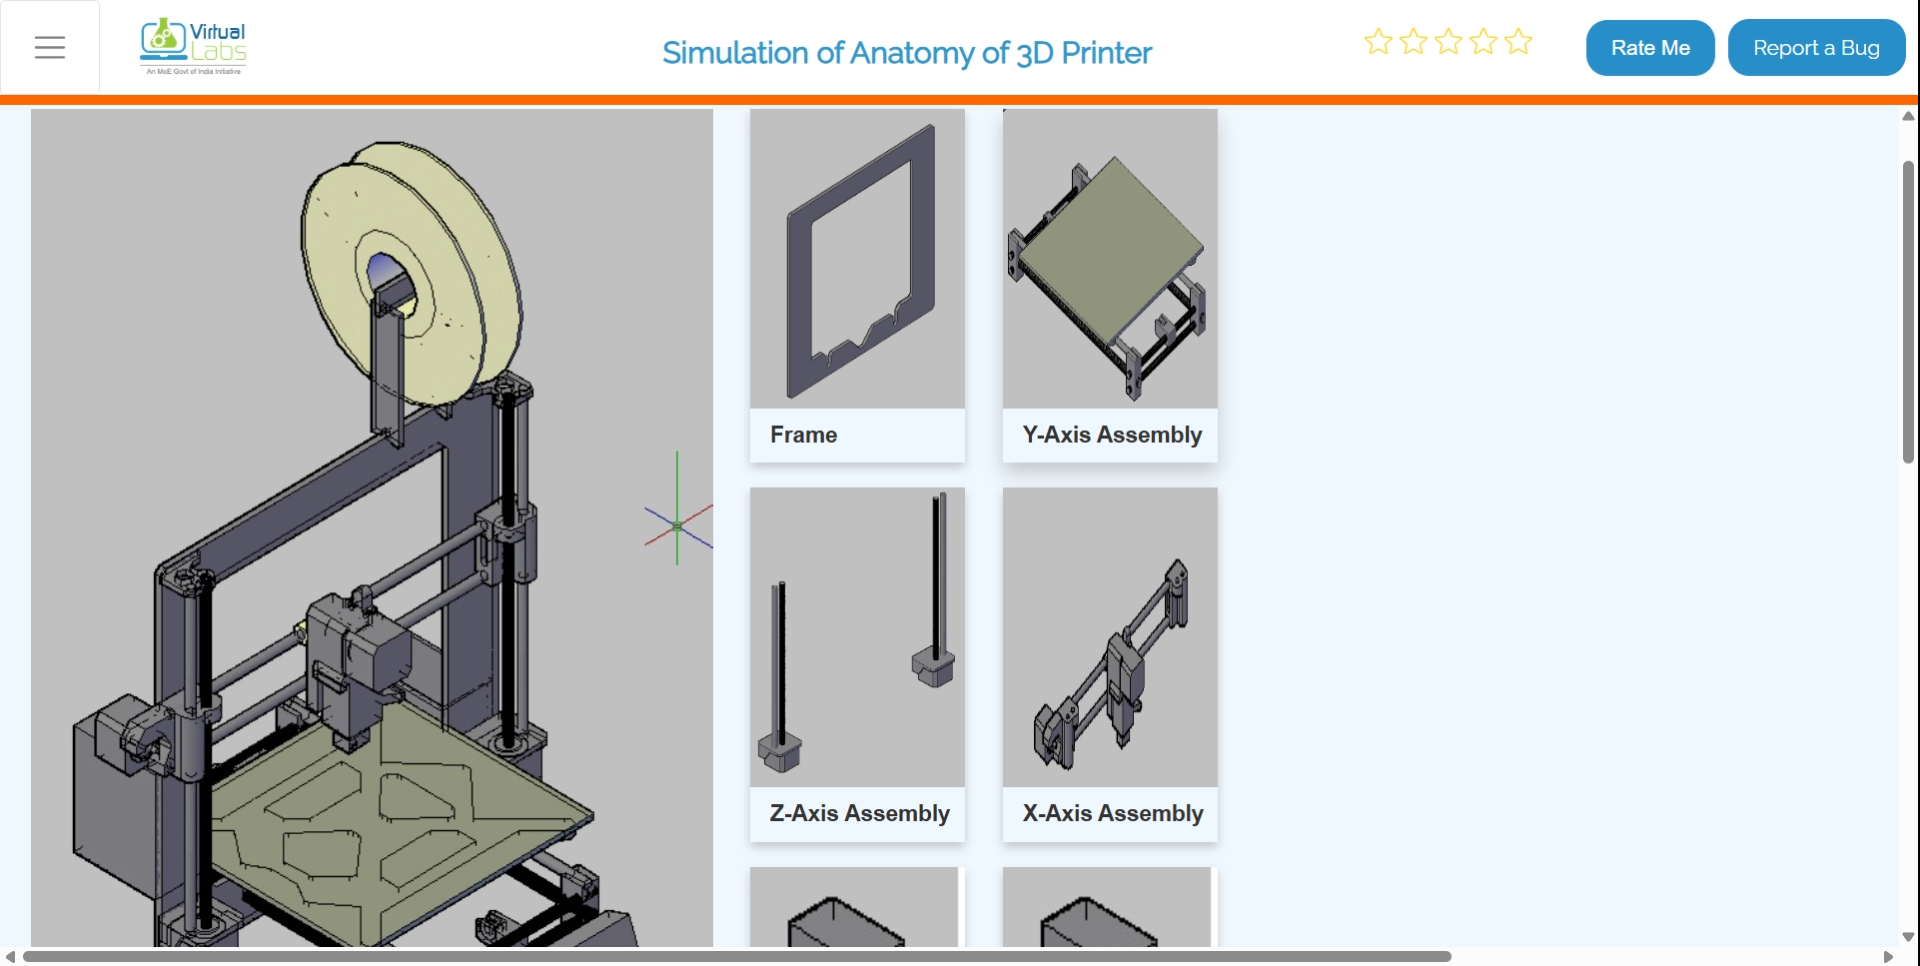 Virtual
Labs
An MoE Govt of India Initiative
Simulation of Anatomy of 3D Printer
Rate Me
Report a Bug
Frame
Y-Axis Assembly
Z-Axis Assembly
X-Axis Assembly